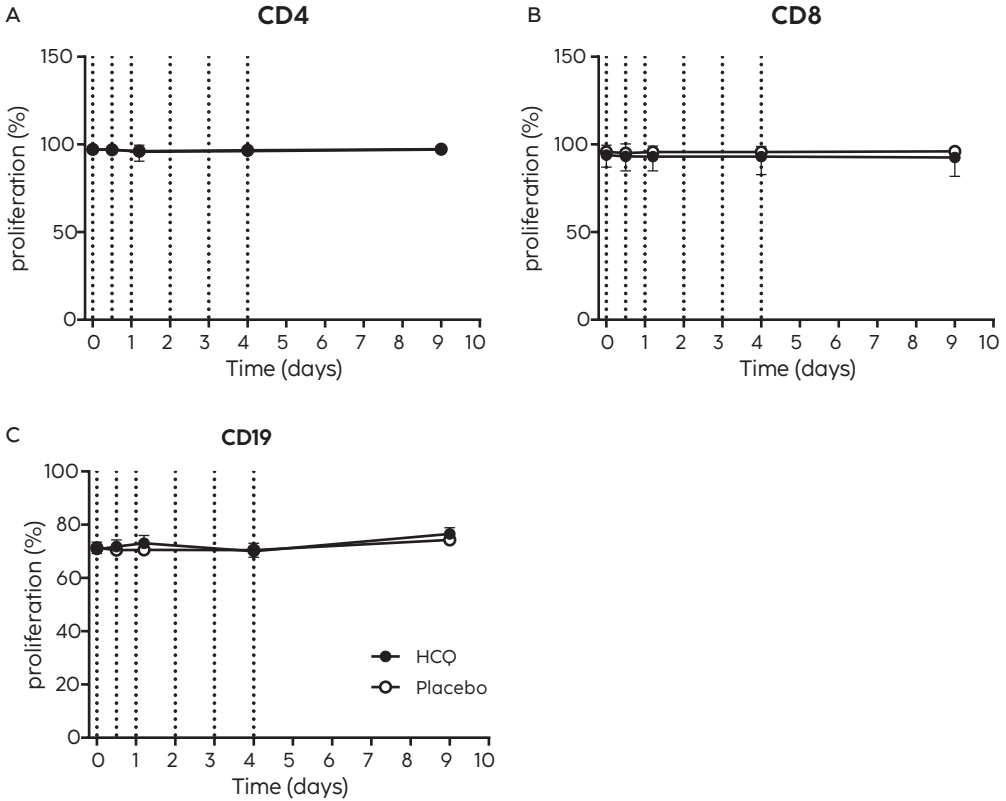 A
CD4
150
100
50
0
proliferation (%)
0 1 2 3 4 5 6 7 8 9 10
Time (days)
B
CD8
150
100
50
0
proliferation (%)
0 1 2 3 4 5 6 7 8 9 10
Time (days)
C
CD19
100
80
60
40
20
0
proliferation (%)
0 1 2 3 4 5 6 7 8 9 10
Time (days)
HCQ
Placebo